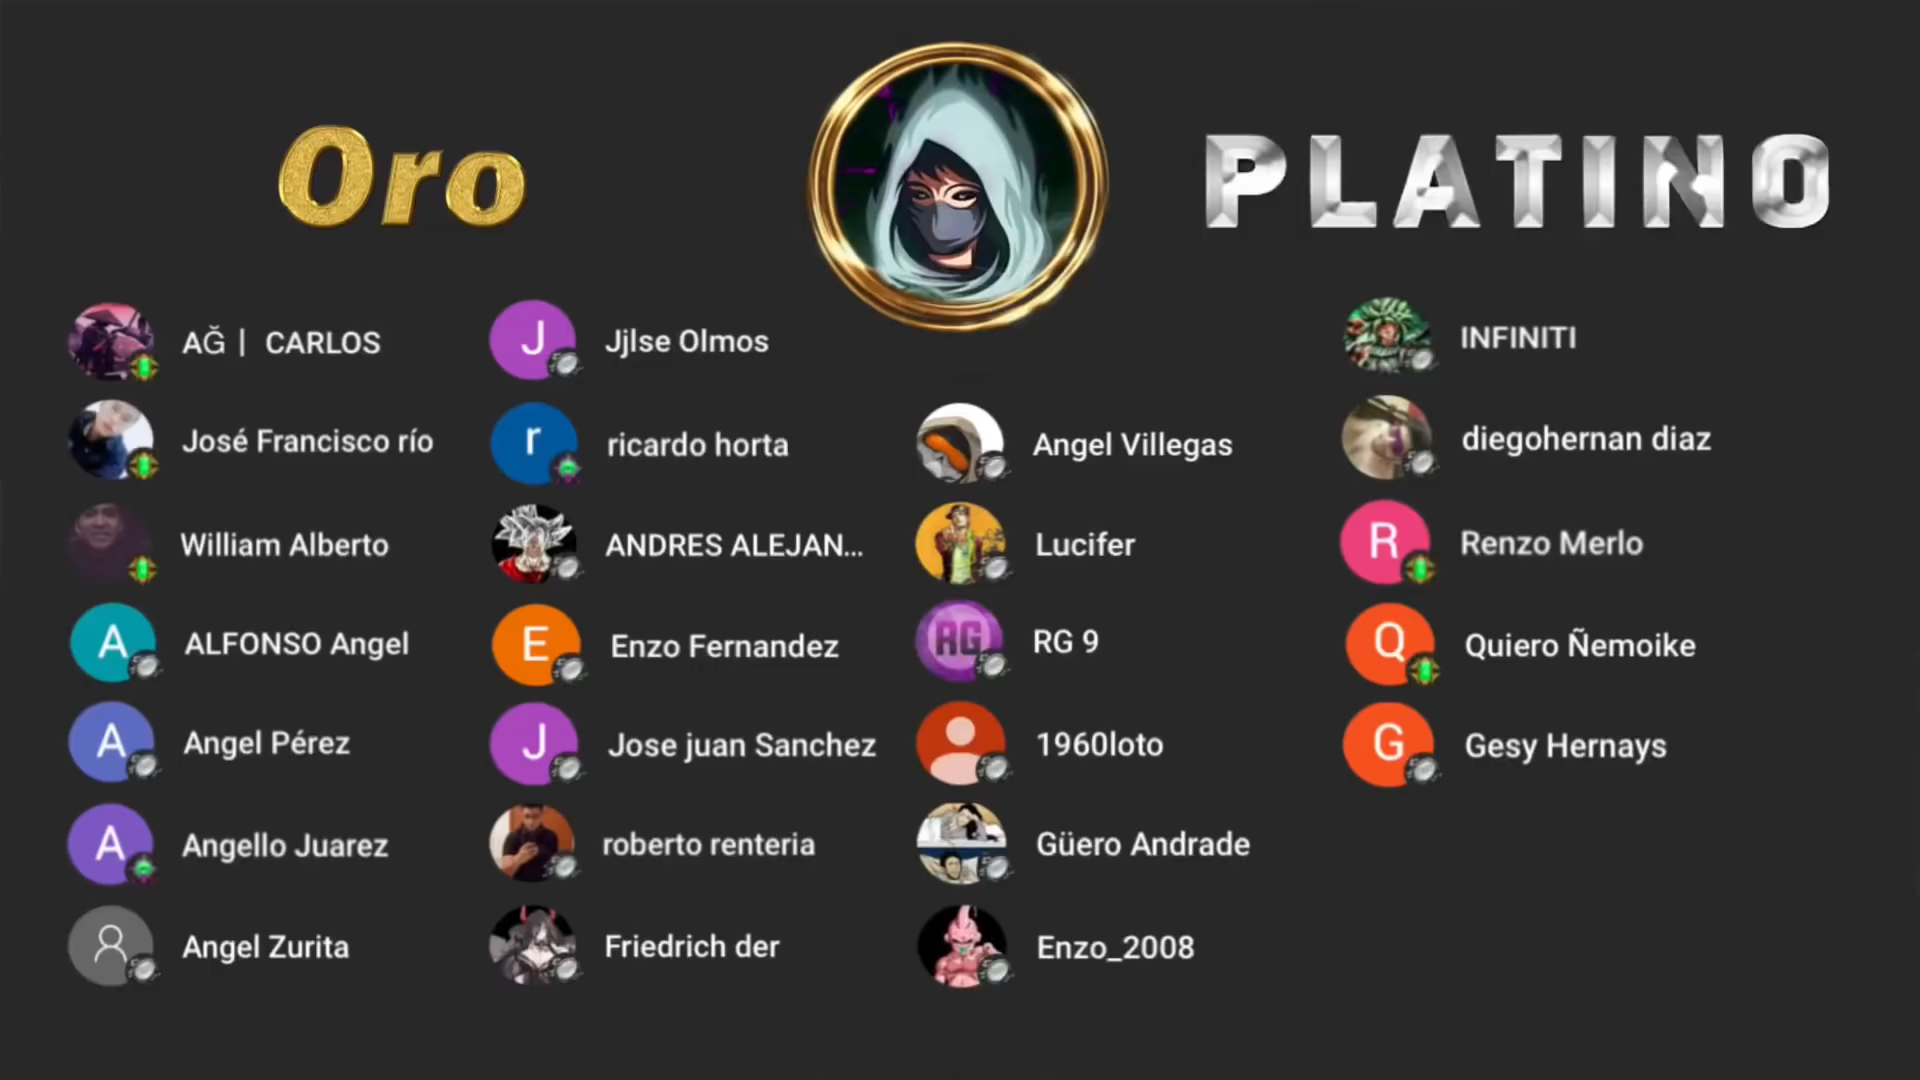 Oro
PLATINO
AĞ | CARLOS
José Francisco río
William Alberto
A
ALFONSO Angel
A
Angel Pérez
A
Angello Juarez
Angel Zurita
J
Jjlse Olmos
r
ricardo horta
ANDRES ALEJAN...
E
Enzo Fernandez
J
Jose juan Sanchez
roberto renteria
Friedrich der
Angel Villegas
Lucifer
RG
RG 9
1960loto
Güero Andrade
Enzo_2008
INFINITI
diegohernan diaz
R
Renzo Merlo
Q
Quiero Ñemoike
G
Gesy Hernays